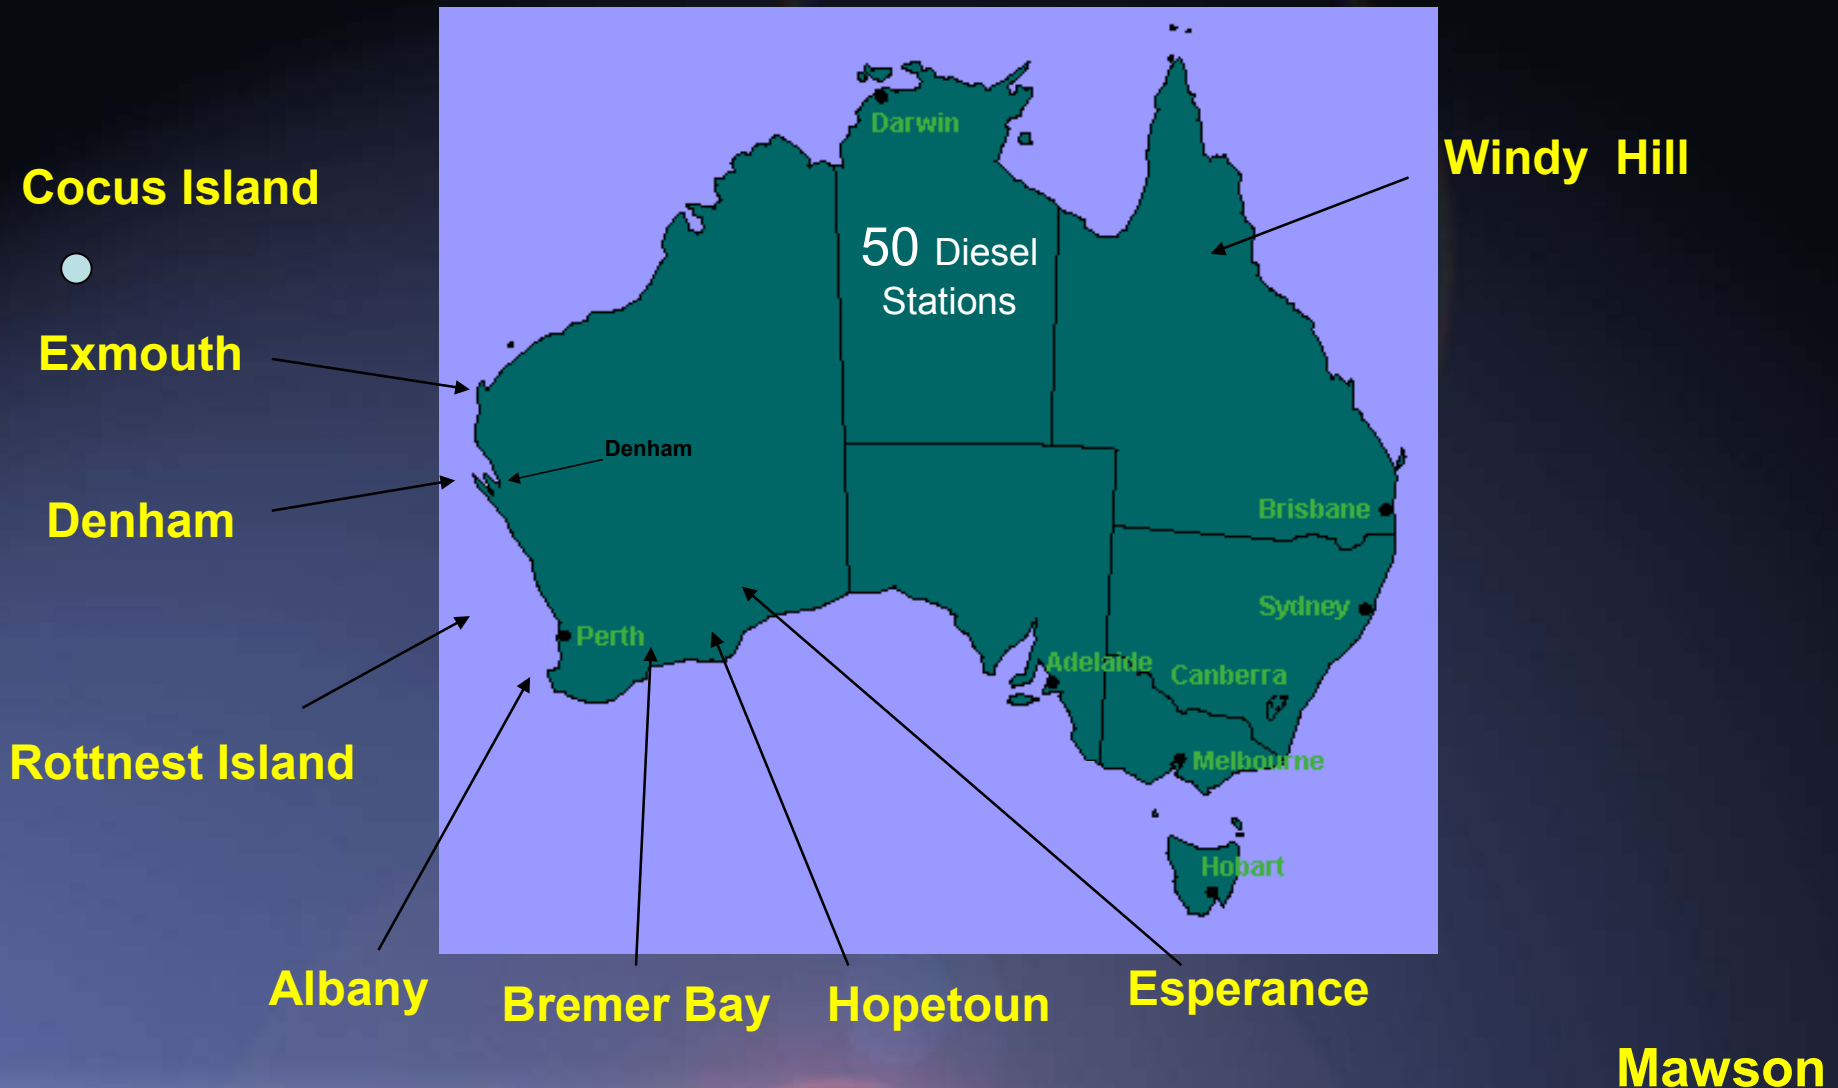 Darwin
Windy Hill
Cocus Island
50 Diesel
Stations
Exmouth
Denham
Denham
Brisbane
Sydney
Perth
Adelaide
Canberra
Rottnest Island
Melbourne
Hobart
Albany
Bremer Bay
Hopetoun
Esperance
Mawson